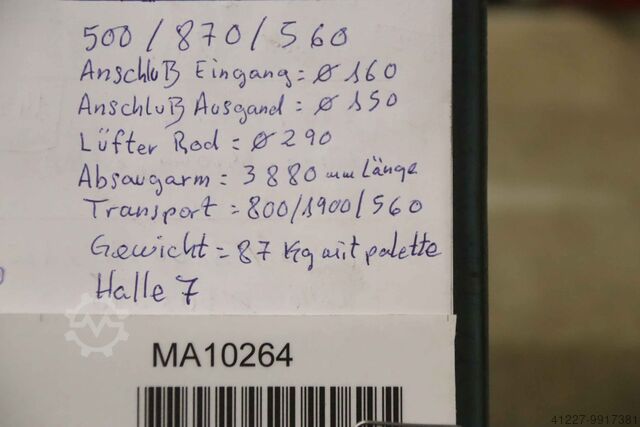 500/870/560
Anschluß Eingang = ø 160
Anschluß Ausgand = ø 150
Lüfter Rod = ø 290
Absaugarm = 3880 mm Länge
Transport = 800/1900/560
Gewicht = 87 Kg mit palette
Halle 7
MA10264
41227-9917381